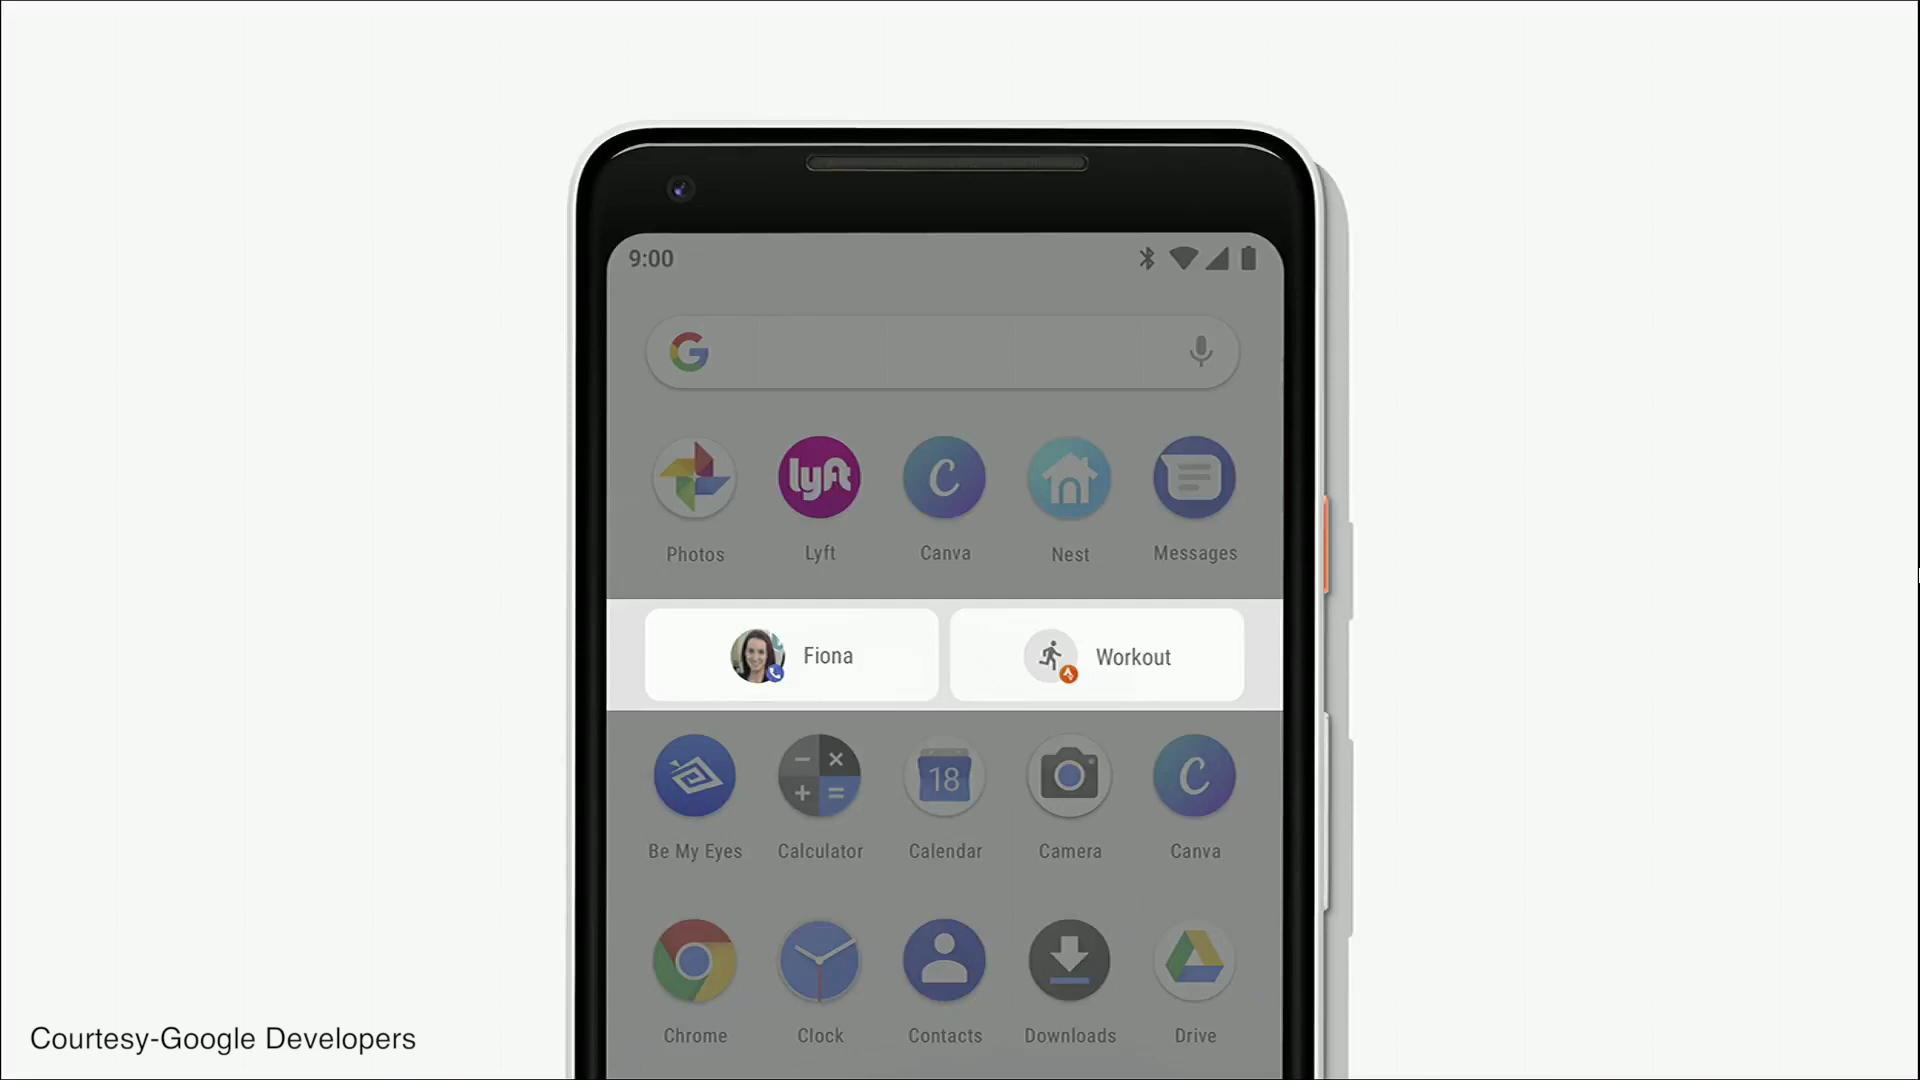 9:00
G
lyft
C
Photos
Lyft
Canva
Nest
Messages
Fiona
Workout
18
C
Be My Eyes
Calculator
Calendar
Camera
Canva
Chrome
Clock
Contacts
Downloads
Drive
Courtesy-Google Developers